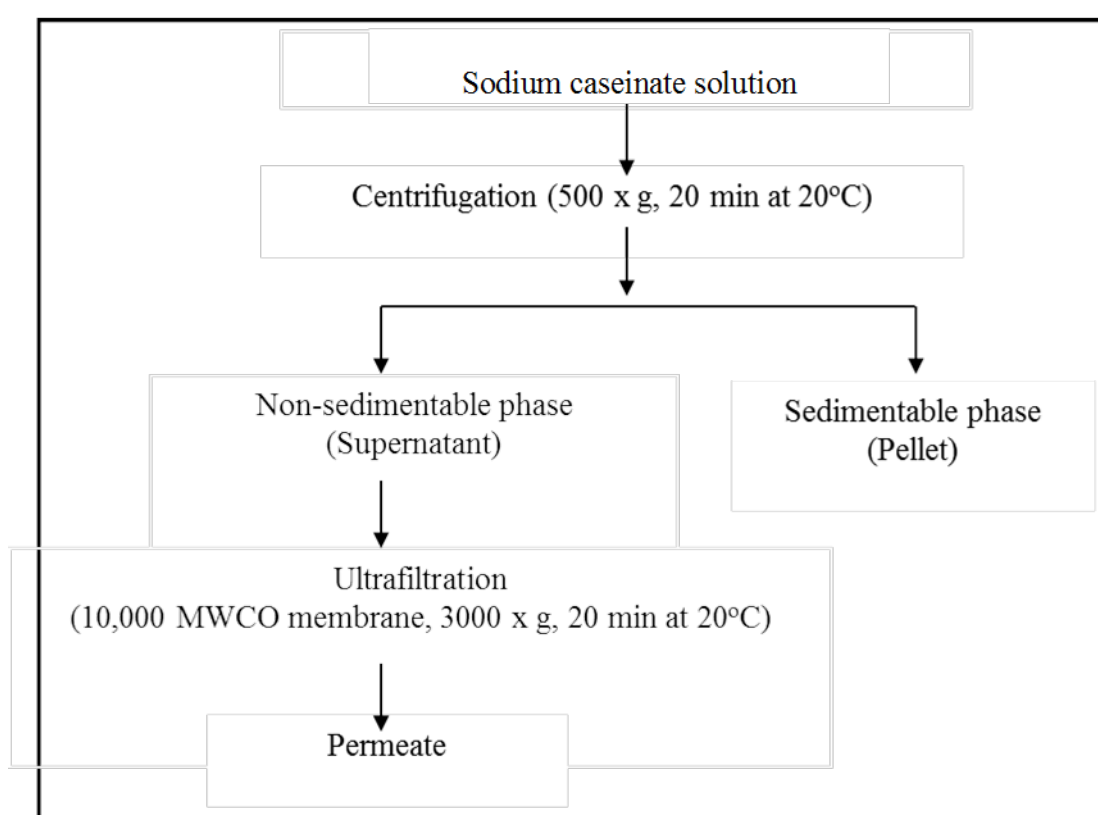 Sodium caseinate solution
Centrifugation (500 x g, 20 min at 20°C)
Non-sedimentable phase
(Supernatant)
Sedimentable phase
(Pellet)
Ultrafiltration
(10,000 MWCO membrane, 3000 x g, 20 min at 20°C)
Permeate